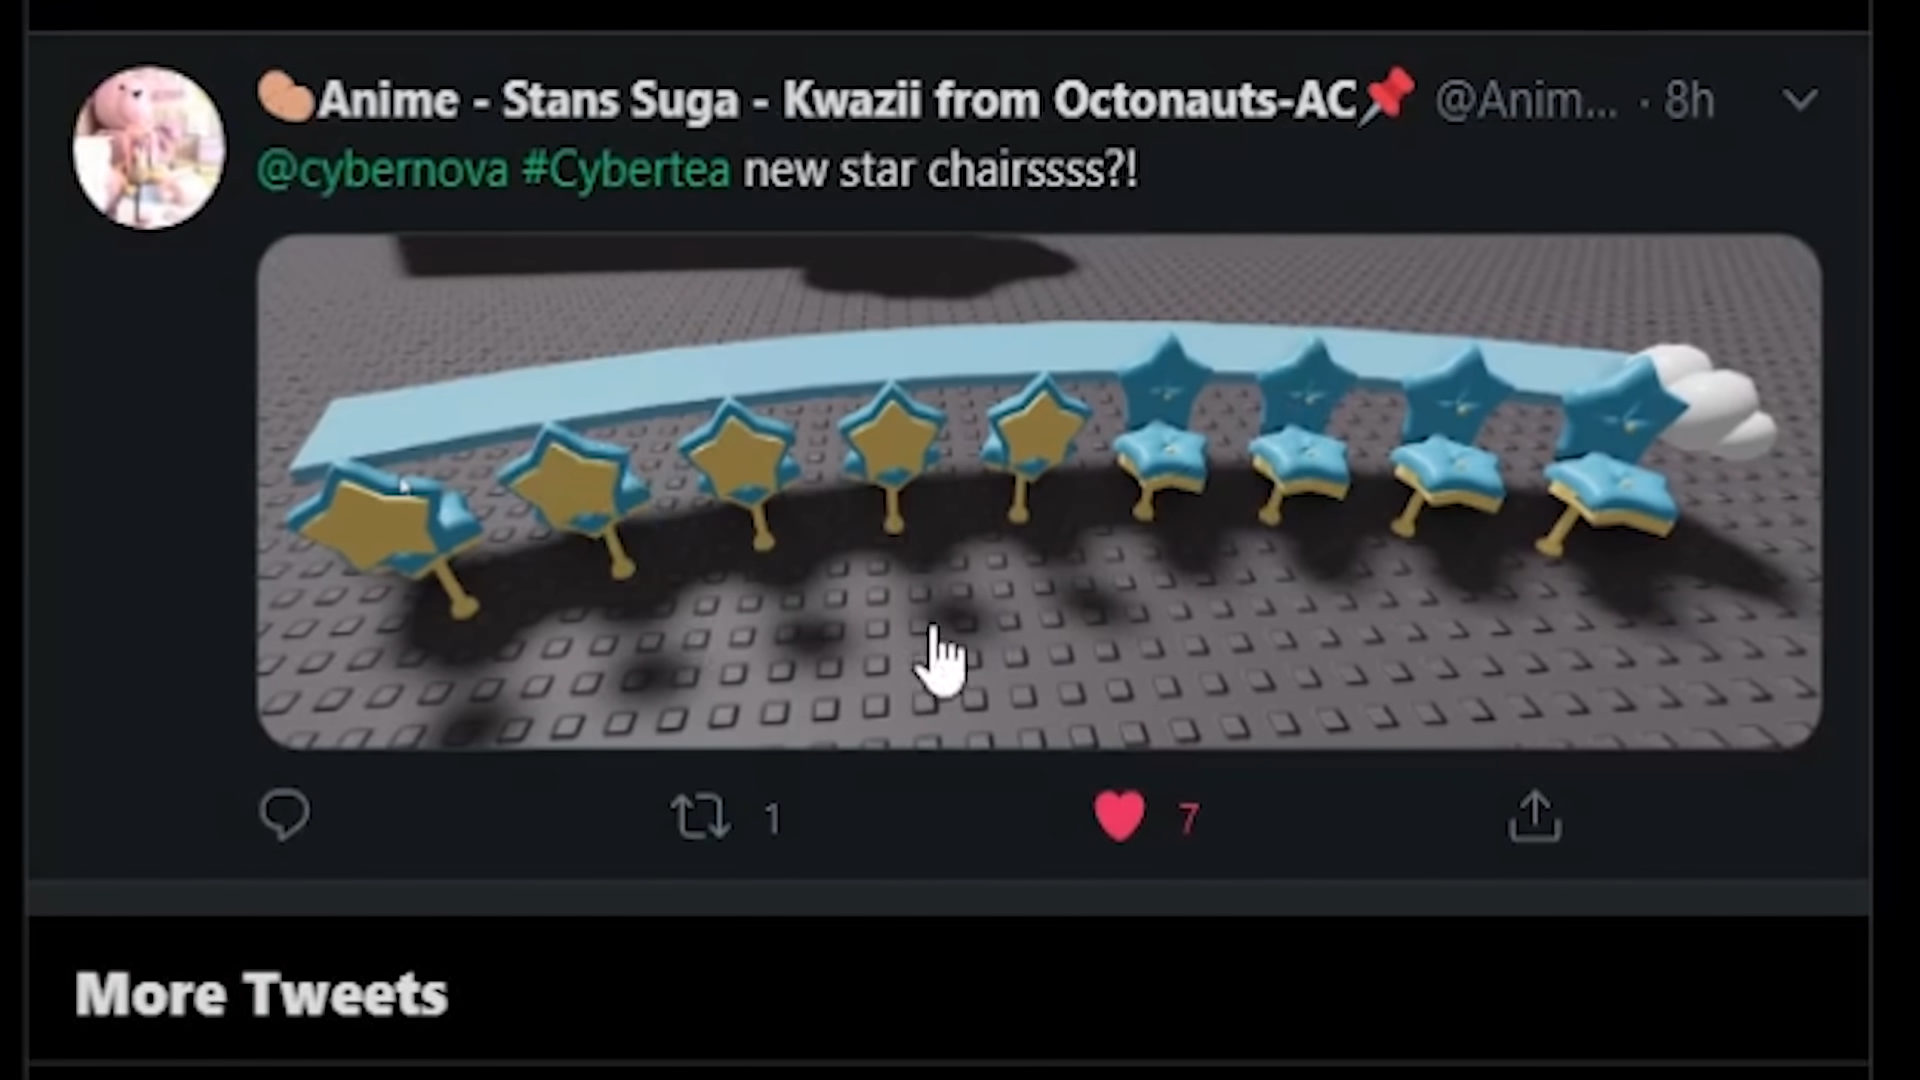 Anime - Stans Suga - Kwazii from Octonauts-AC @Anim... · 8h
@cybernova #Cybertea new star chairssss?!
1 7
More Tweets